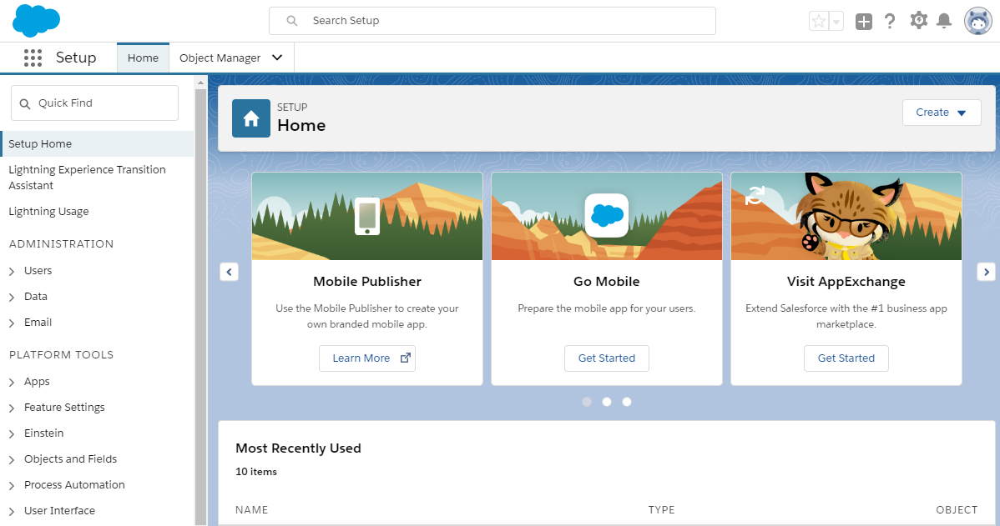 Search Setup
Setup
Home
Object Manager
Quick Find
Setup Home
Lightning Experience Transition
Assistant
Lightning Usage
ADMINISTRATION
Users
Data
Email
PLATFORM TOOLS
Apps
Feature Settings
Einstein
Objects and Fields
Process Automation
User Interface
SETUP
Home
Create
Mobile Publisher
Use the Mobile Publisher to create your
own branded mobile app.
Learn More
Go Mobile
Prepare the mobile app for your users.
Get Started
Visit AppExchange
Extend Salesforce with the #1 business app
marketplace.
Get Started
Most Recently Used
10 items
NAME
TYPE
OBJECT